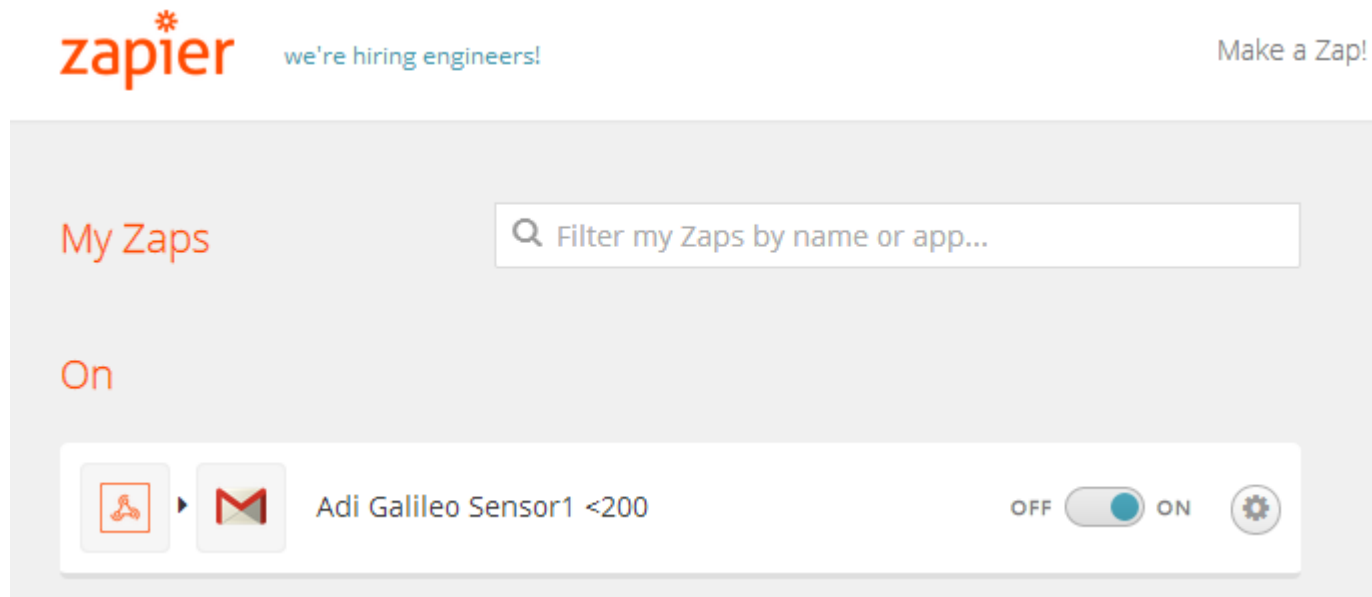 zapier we're hiring engineers! Make a Zap!
My Zaps Filter my Zaps by name or app...
On
Adi Galileo Sensor1 <200 OFF ON